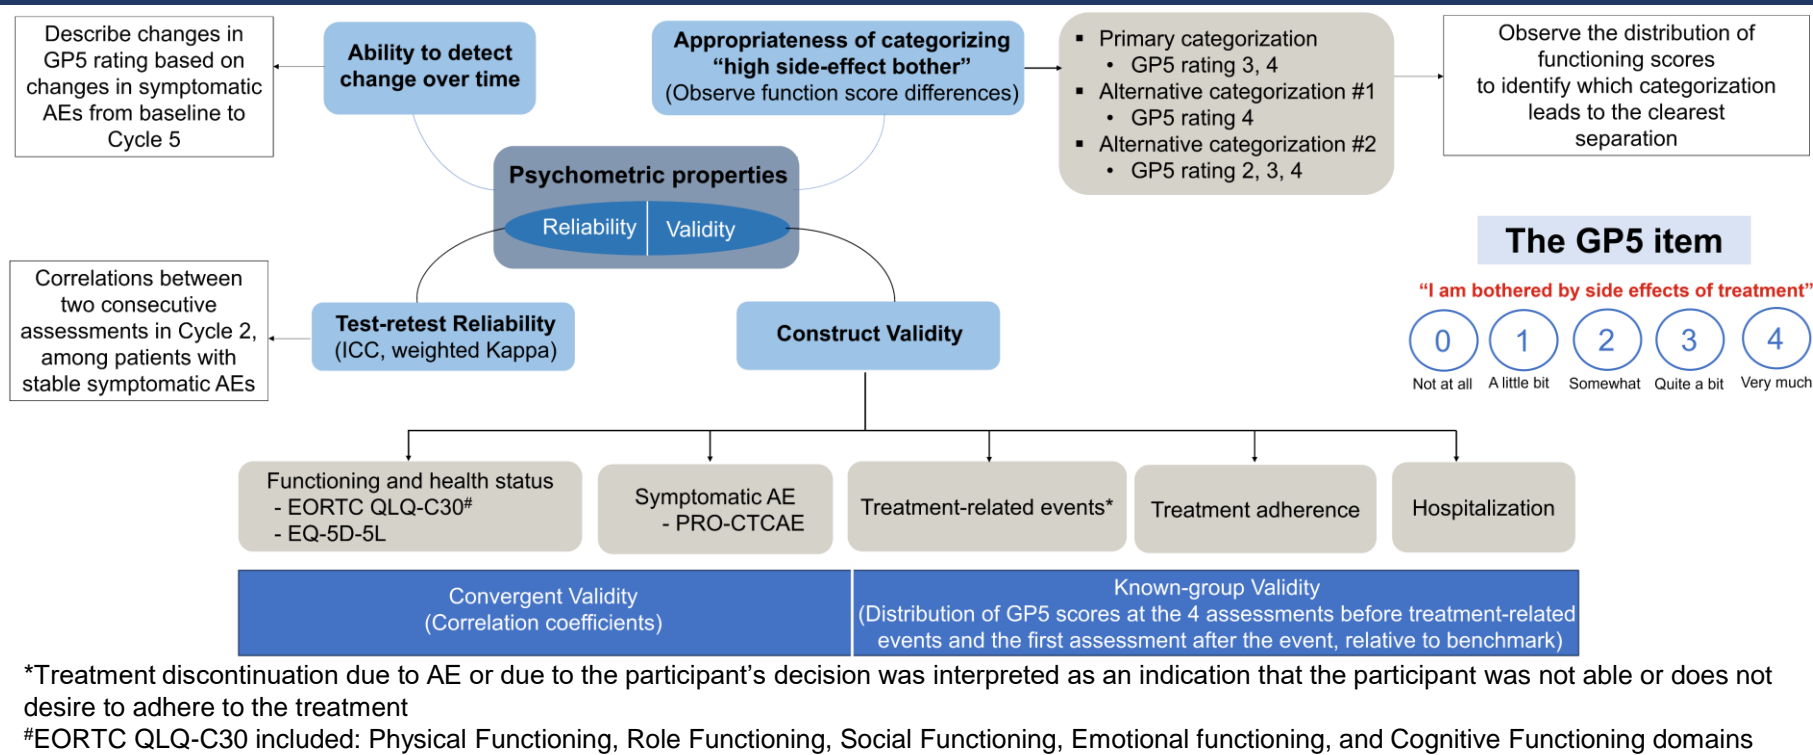 Describe changes in
GP5 rating based on
changes in symptomatic
AEs from baseline to
Cycle 5
Ability to detect
change over time
Appropriateness of categorizing
“high side-effect bother”
(Observe function score differences)
▪ Primary categorization
• GP5 rating 3, 4
▪ Alternative categorization #1
• GP5 rating 4
▪ Alternative categorization #2
• GP5 rating 2, 3, 4
Observe the distribution of
functioning scores
to identify which categorization
leads to the clearest
separation
Psychometric properties
Reliability
Validity
The GP5 item
“I am bothered by side effects of treatment”
0 1 2 3 4
Not at all A little bit Somewhat Quite a bit Very much
Correlations between
two consecutive
assessments in Cycle 2,
among patients with
stable symptomatic AEs
Test-retest Reliability
(ICC, weighted Kappa)
Construct Validity
Functioning and health status
- EORTC QLQ-C30#
- EQ-5D-5L
Symptomatic AE
- PRO-CTCAE
Treatment-related events*
Treatment adherence
Hospitalization
Convergent Validity
(Correlation coefficients)
Known-group Validity
(Distribution of GP5 scores at the 4 assessments before treatment-related
events and the first assessment after the event, relative to benchmark)
*Treatment discontinuation due to AE or due to the participant’s decision was interpreted as an indication that the participant was not able or does not
desire to adhere to the treatment
#EORTC QLQ-C30 included: Physical Functioning, Role Functioning, Social Functioning, Emotional functioning, and Cognitive Functioning domains